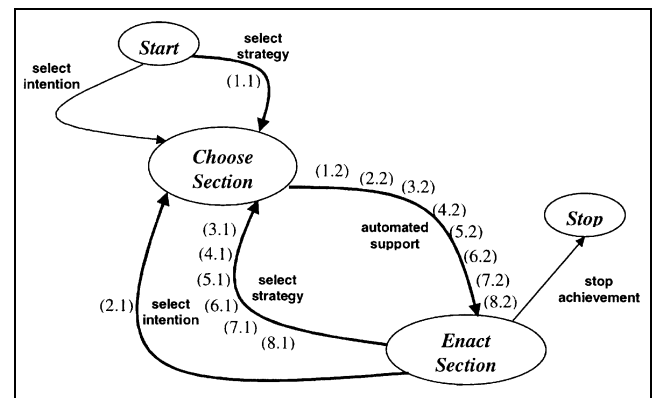 Start
select
strategy
select
intention
(1.1)
Choose
Section
(1.2)
(2.2)
(3.2)
(4.2)
(5.2)
(6.2)
(7.2)
(8.2)
automated
support
Stop
stop
achievement
(3.1)
(4.1)
(5.1)
(6.1)
(7.1)
(8.1)
select
strategy
(2.1)
select
intention
Enact
Section